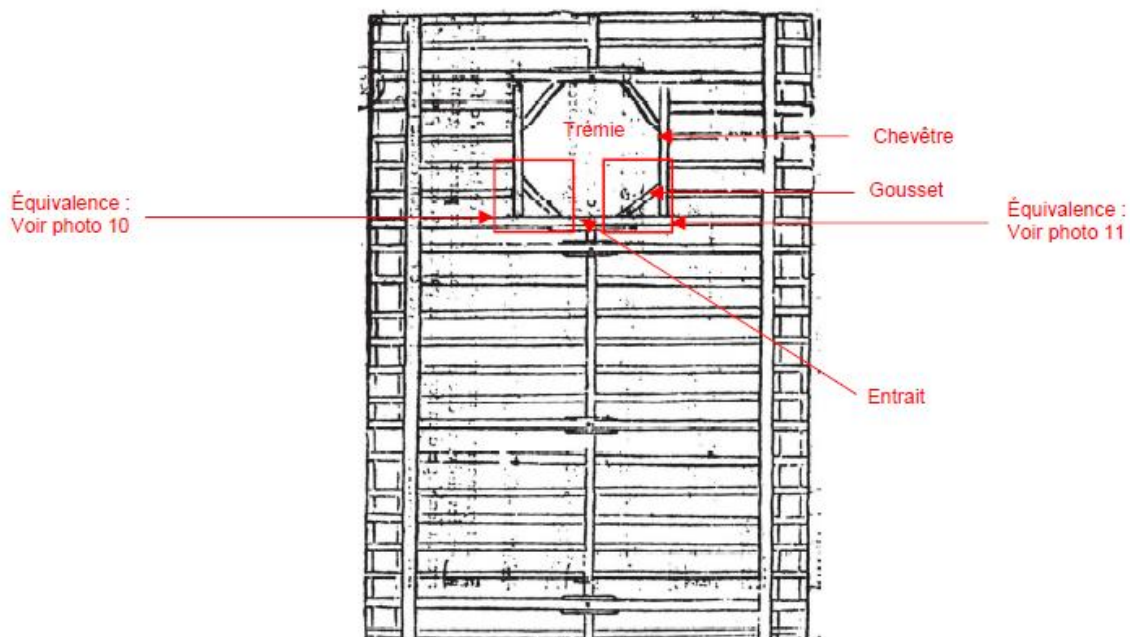 Trémie
Chevêtre
Gousset
Équivalence :
Voir photo 10
Équivalence :
Voir photo 11
Entrait